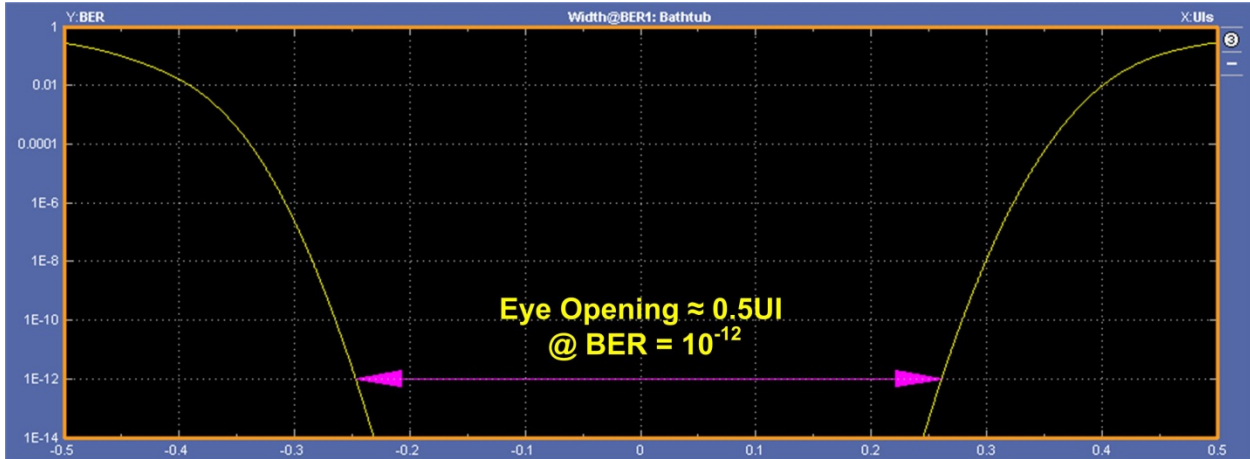 Y:BER Width@BER1: Bathtub X:UIs
1
3
0.01
0.0001
1E-6
1E-8
1E-10
Eye Opening ≈ 0.5UI
@ BER = 10⁻¹²
1E-12
1E-14
-0.5 -0.4 -0.3 -0.2 -0.1 0 0.1 0.2 0.3 0.4 0.5